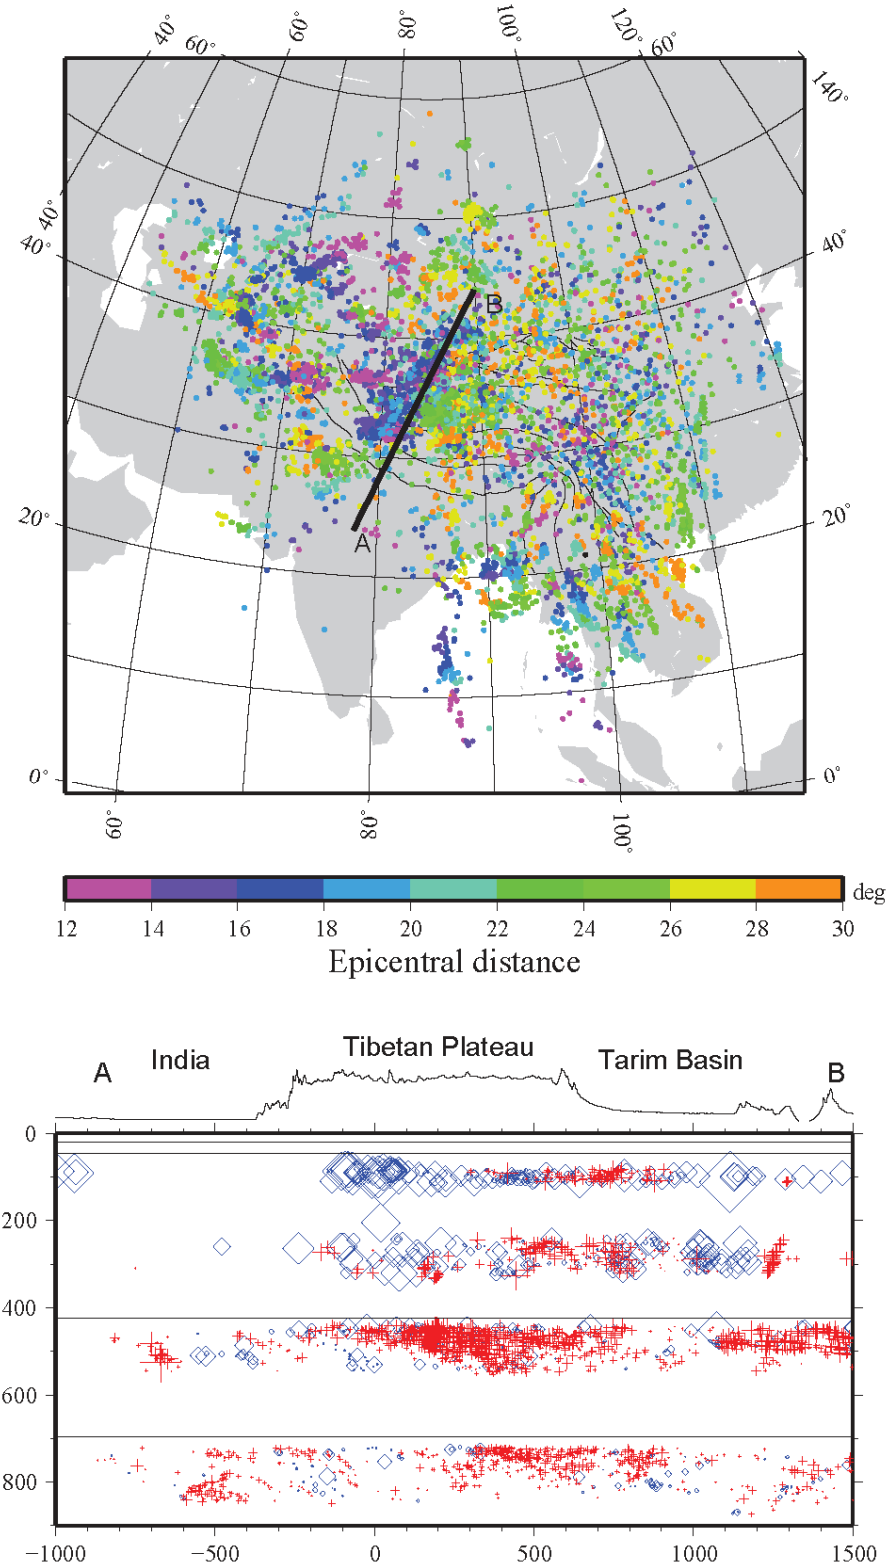 40° 60° 60° 80° 100° 120° 60°
140°
40° 40°
40°
B
20° 20°
A
0° 0°
60° 80° 100°
deg
12 14 16 18 20 22 24 26 28 30
Epicentral distance
A India Tibetan Plateau Tarim Basin B
0
200
400
600
800
−1000 −500 0 500 1000 1500